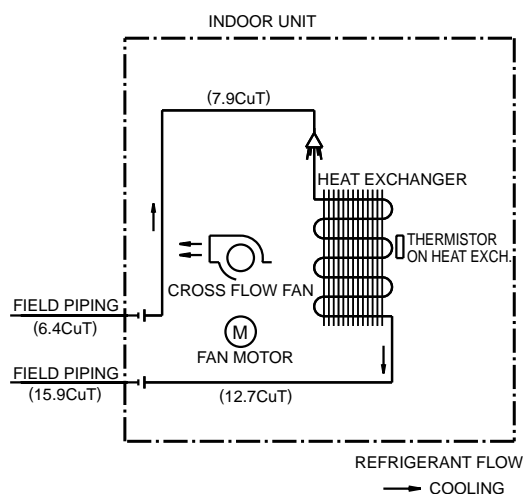 INDOOR UNIT
(7.9CuT)
HEAT EXCHANGER
THERMISTOR
ON HEAT EXCH.
CROSS FLOW FAN
FIELD PIPING
(6.4CuT)
M
FAN MOTOR
FIELD PIPING
(15.9CuT)
(12.7CuT)
REFRIGERANT FLOW
COOLING